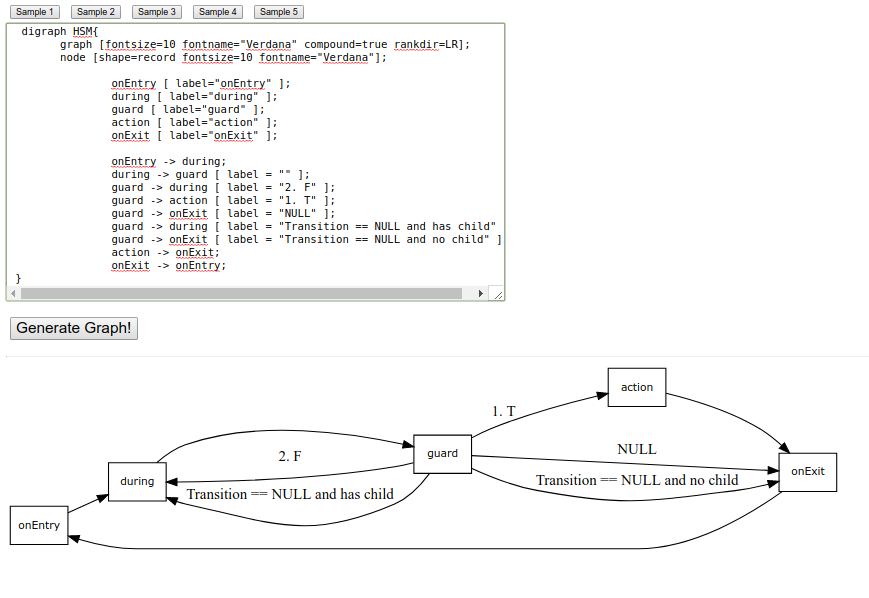 Sample 1 Sample 2 Sample 3 Sample 4 Sample 5
digraph HSM{
graph [fontsize=10 fontname="Verdana" compound=true rankdir=LR];
node [shape=record fontsize=10 fontname="Verdana"];
onEntry [ label="onEntry" ];
during [ label="during" ];
guard [ label="guard" ];
action [ label="action" ];
onExit [ label="onExit" ];
onEntry -> during;
during -> guard [ label = "" ];
guard -> during [ label = "2. F" ];
guard -> action [ label = "1. T" ];
guard -> onExit [ label = "NULL" ];
guard -> during [ label = "Transition == NULL and has child"
guard -> onExit [ label = "Transition == NULL and no child" ]
action -> onExit;
onExit -> onEntry;
}
Generate Graph!
action
1. T
NULL
guard
2. F
onExit
during
Transition == NULL and no child
Transition == NULL and has child
onEntry